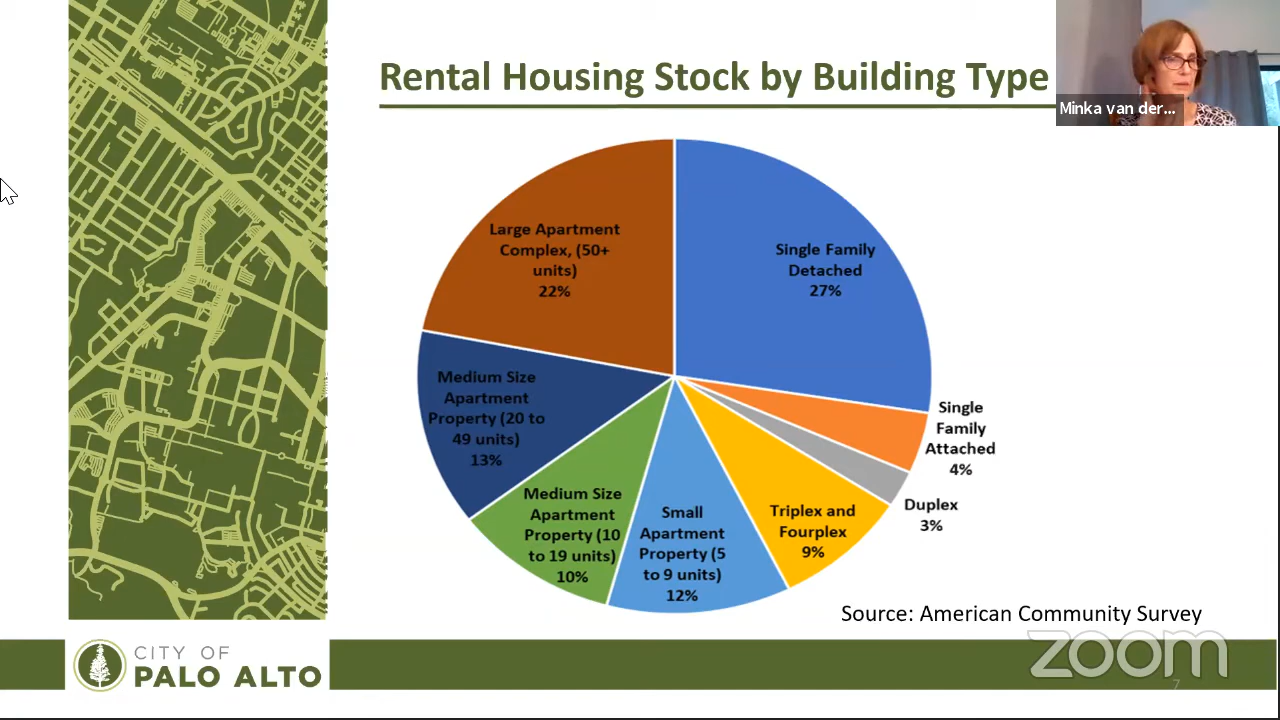 Rental Housing Stock by Building Type
Minka van der...
Large Apartment
Complex, (50+
units)
22%
Single Family
Detached
27%
Medium Size
Apartment
Property (20 to
49 units)
13%
Single
Family
Attached
4%
Medium Size
Apartment
Property (10
to 19 units)
10%
Small
Apartment
Property (5
to 9 units)
12%
Triplex and
Fourplex
9%
Duplex
3%
Source: American Community Survey
CITY OF
PALO ALTO
zoom
7